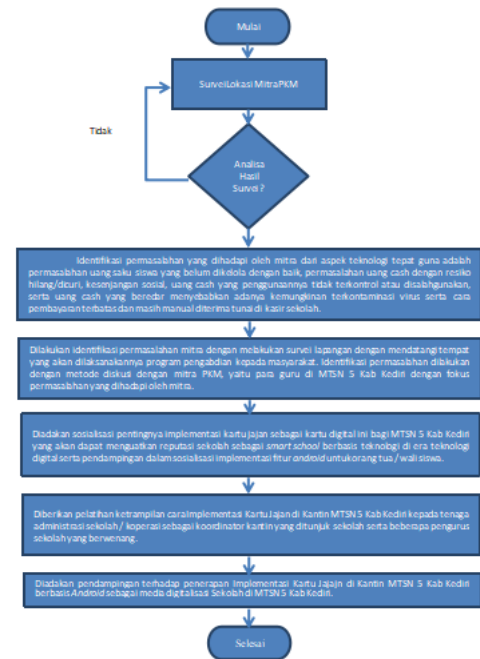 Mulai
Survei Lokasi Mitra PKM
Tidak
Analisa
Hasil
Survei ?
Identifikasi permasalahan yang dihadapi oleh mitra dari aspek teknologi tepat guna adalah
permasalahan uang saku siswa yang belum dikelola dengan baik, permasalahan uang cash dengan resiko
hilang/dicuri, kesenjangan sosial, uang cash yang penggunaannya tidak terkontrol atau disalahgunakan,
serta uang cash yang beredar menyebabkan adanya kemungkinan terkontaminasi virus serta cara
pembayaran terbatas dan masih manual diterima tunai di kasir sekolah.
Dilakukan identifikasi permasalahan mitra dengan melakukan survei lapangan dengan mendatangi tempat
yang akan dilaksanakannya program pengabdian kepada masyarakat. Identifikasi permasalahan dilakukan
dengan metode diskusi dengan mitra PKM, yaitu para guru di MTSN 5 Kab Kediri dengan fokus
permasalahan yang dihadapi oleh mitra.
Diadakan sosialisasi pentingnya implementasi kartu jajan sebagai kartu digital ini bagi MTSN 5 Kab Kediri
yang akan dapat menguatkan reputasi sekolah sebagai smart school berbasis teknologi di era teknologi
digital serta pendampingan dalam sosialisasi implementasi fitur android untuk orang tua / wali siswa.
Diberikan pelatihan ketrampilan cara Implementasi Kartu Jajan di Kantin MTSN 5 Kab Kediri kepada tenaga
administrasi sekolah / koperasi sebagai koordinator kantin yang ditunjuk sekolah serta beberapa pengurus
sekolah yang berwenang.
Diadakan pendampingan terhadap penerapan Implementasi Kartu Jajajn di Kantin MTSN 5 Kab Kediri
berbasis Android sebagai media digitalisasi Sekolah di MTSN 5 Kab Kediri.
Selesai